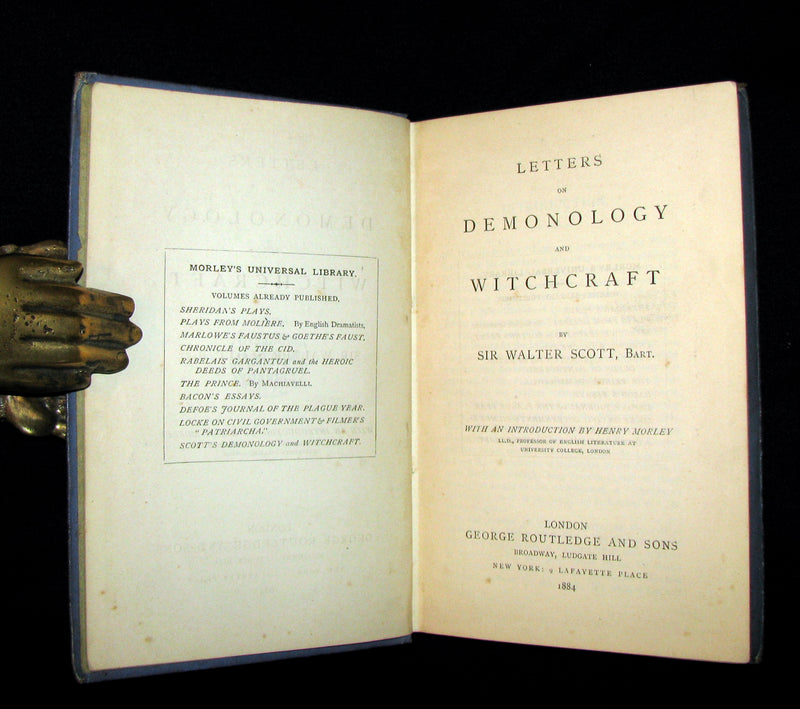 MORLEY'S UNIVERSAL LIBRARY.
VOLUMES ALREADY PUBLISHED.
SHERIDAN'S PLAYS.
PLAYS FROM MOLIÈRE. By English Dramatists.
MARLOWE'S FAUSTUS & GOETHE'S FAUST.
CHRONICLE OF THE CID.
RABELAIS' GARGANTUA and the HEROIC
DEEDS OF PANTAGRUEL.
THE PRINCE. By MACHIAVELLI.
BACON'S ESSAYS.
DEFOE'S JOURNAL OF THE PLAGUE YEAR.
LOCKE ON CIVIL GOVERNMENT & FILMER'S
"PATRIARCHA."
SCOTT'S DEMONOLOGY and WITCHCRAFT.
LETTERS
ON
DEMONOLOGY
AND
WITCHCRAFT
BY
SIR WALTER SCOTT, BART.
WITH AN INTRODUCTION BY HENRY MORLEY
LL.D., PROFESSOR OF ENGLISH LITERATURE AT
UNIVERSITY COLLEGE, LONDON
LONDON
GEORGE ROUTLEDGE AND SONS
BROADWAY, LUDGATE HILL
NEW YORK: 9 LAFAYETTE PLACE
1884